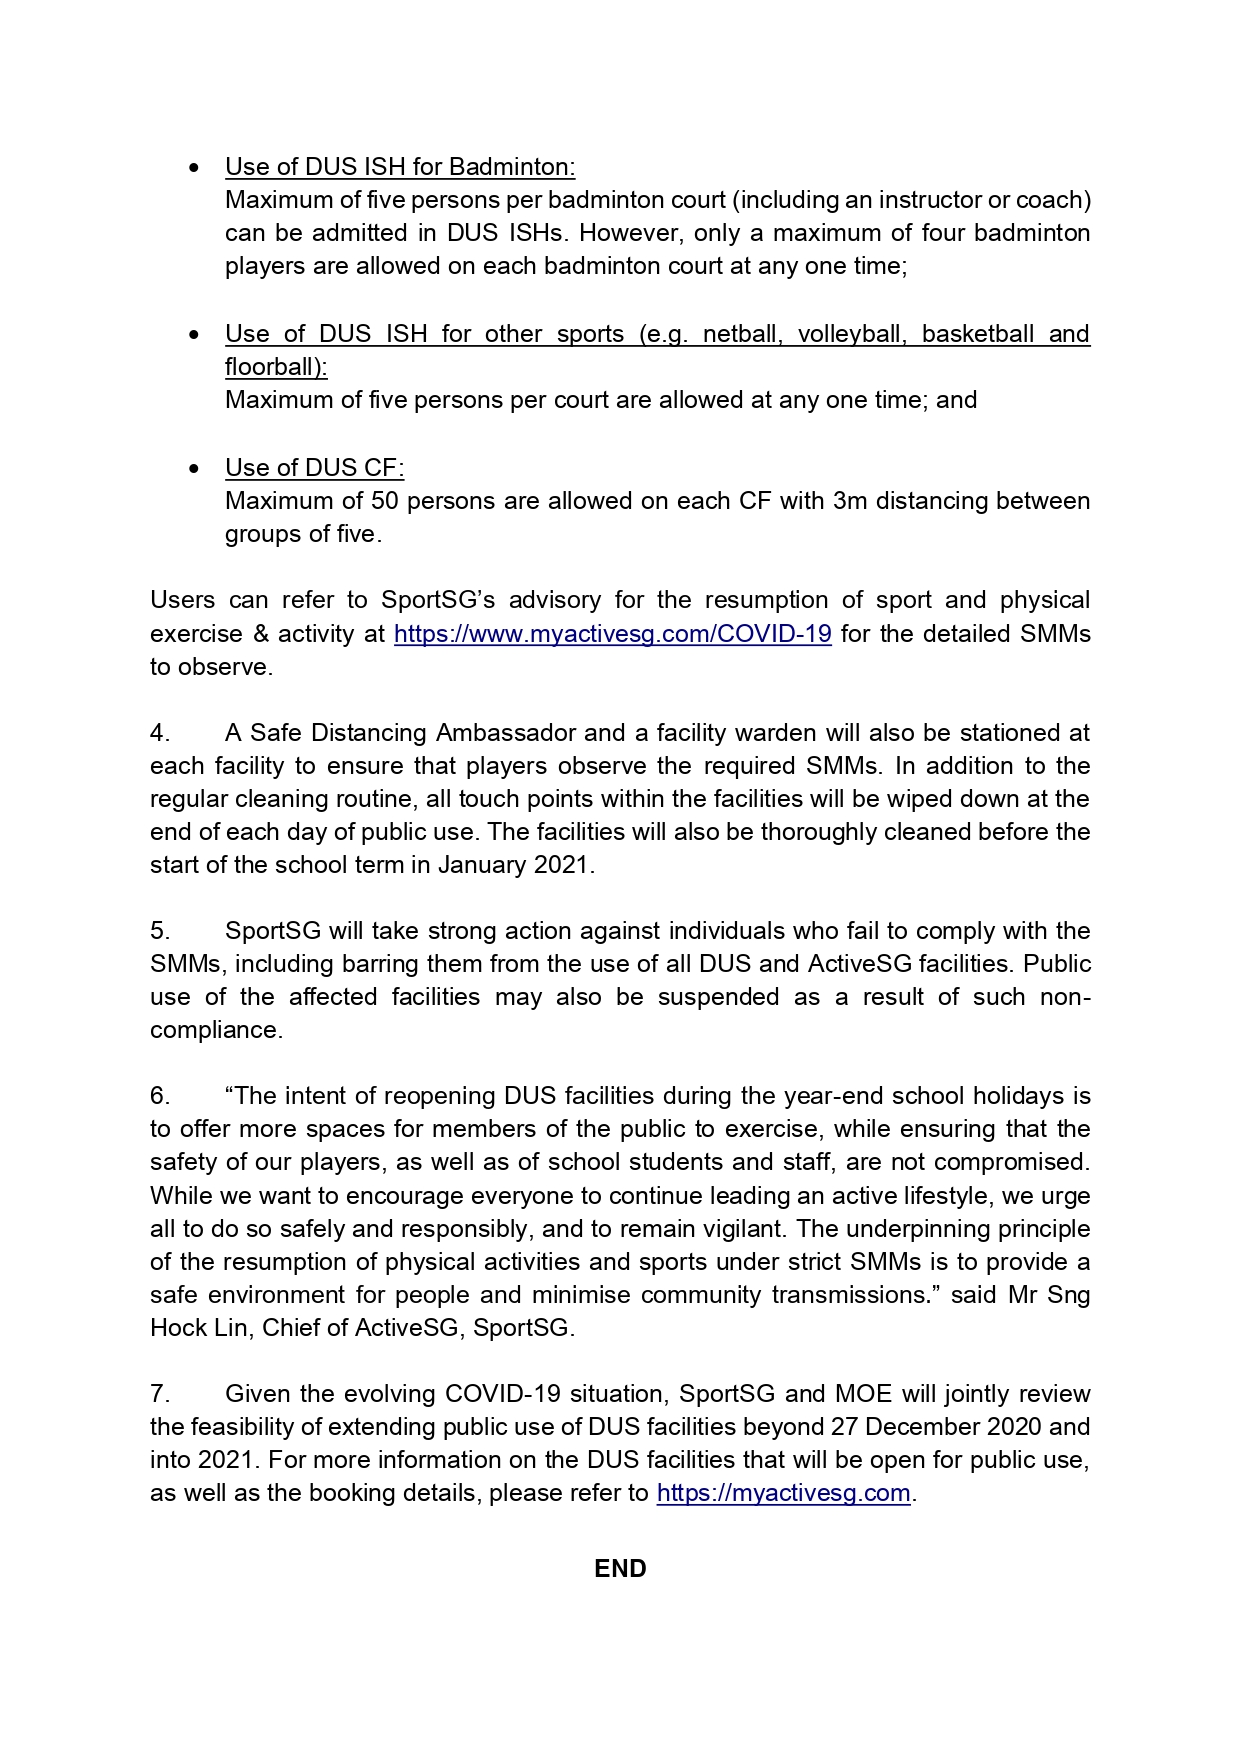 • Use of DUS ISH for Badminton:
Maximum of five persons per badminton court (including an instructor or coach)
can be admitted in DUS ISHs. However, only a maximum of four badminton
players are allowed on each badminton court at any one time;
• Use of DUS ISH for other sports (e.g. netball, volleyball, basketball and
floorball):
Maximum of five persons per court are allowed at any one time; and
• Use of DUS CF:
Maximum of 50 persons are allowed on each CF with 3m distancing between
groups of five.
Users can refer to SportSG’s advisory for the resumption of sport and physical
exercise & activity at https://www.myactivesg.com/COVID-19 for the detailed SMMs
to observe.
4. A Safe Distancing Ambassador and a facility warden will also be stationed at
each facility to ensure that players observe the required SMMs. In addition to the
regular cleaning routine, all touch points within the facilities will be wiped down at the
end of each day of public use. The facilities will also be thoroughly cleaned before the
start of the school term in January 2021.
5. SportSG will take strong action against individuals who fail to comply with the
SMMs, including barring them from the use of all DUS and ActiveSG facilities. Public
use of the affected facilities may also be suspended as a result of such non-
compliance.
6. “The intent of reopening DUS facilities during the year-end school holidays is
to offer more spaces for members of the public to exercise, while ensuring that the
safety of our players, as well as of school students and staff, are not compromised.
While we want to encourage everyone to continue leading an active lifestyle, we urge
all to do so safely and responsibly, and to remain vigilant. The underpinning principle
of the resumption of physical activities and sports under strict SMMs is to provide a
safe environment for people and minimise community transmissions.” said Mr Sng
Hock Lin, Chief of ActiveSG, SportSG.
7. Given the evolving COVID-19 situation, SportSG and MOE will jointly review
the feasibility of extending public use of DUS facilities beyond 27 December 2020 and
into 2021. For more information on the DUS facilities that will be open for public use,
as well as the booking details, please refer to https://myactivesg.com.
END